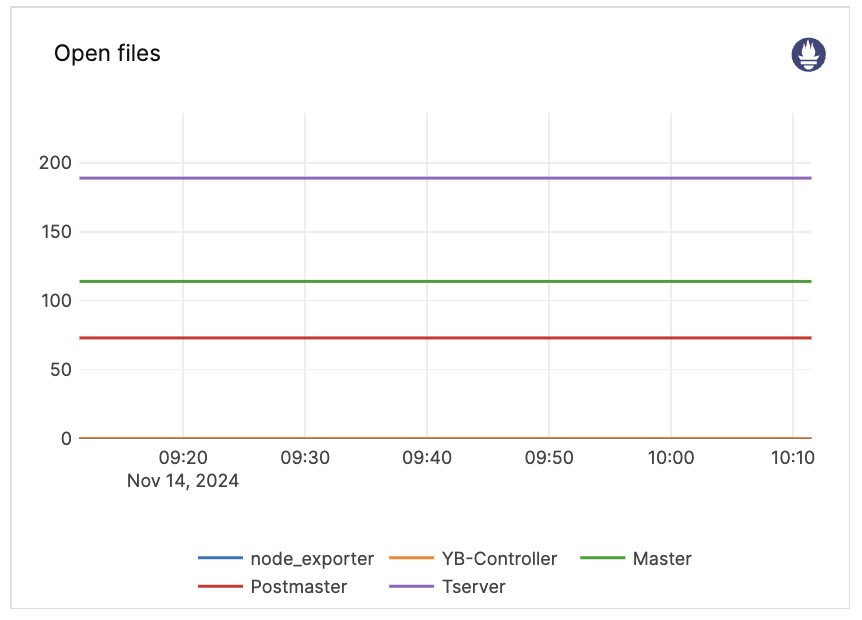 Open files
200
150
100
50
0
09:20 09:30 09:40 09:50 10:00 10:10
Nov 14, 2024
node_exporter YB-Controller Master
Postmaster Tserver